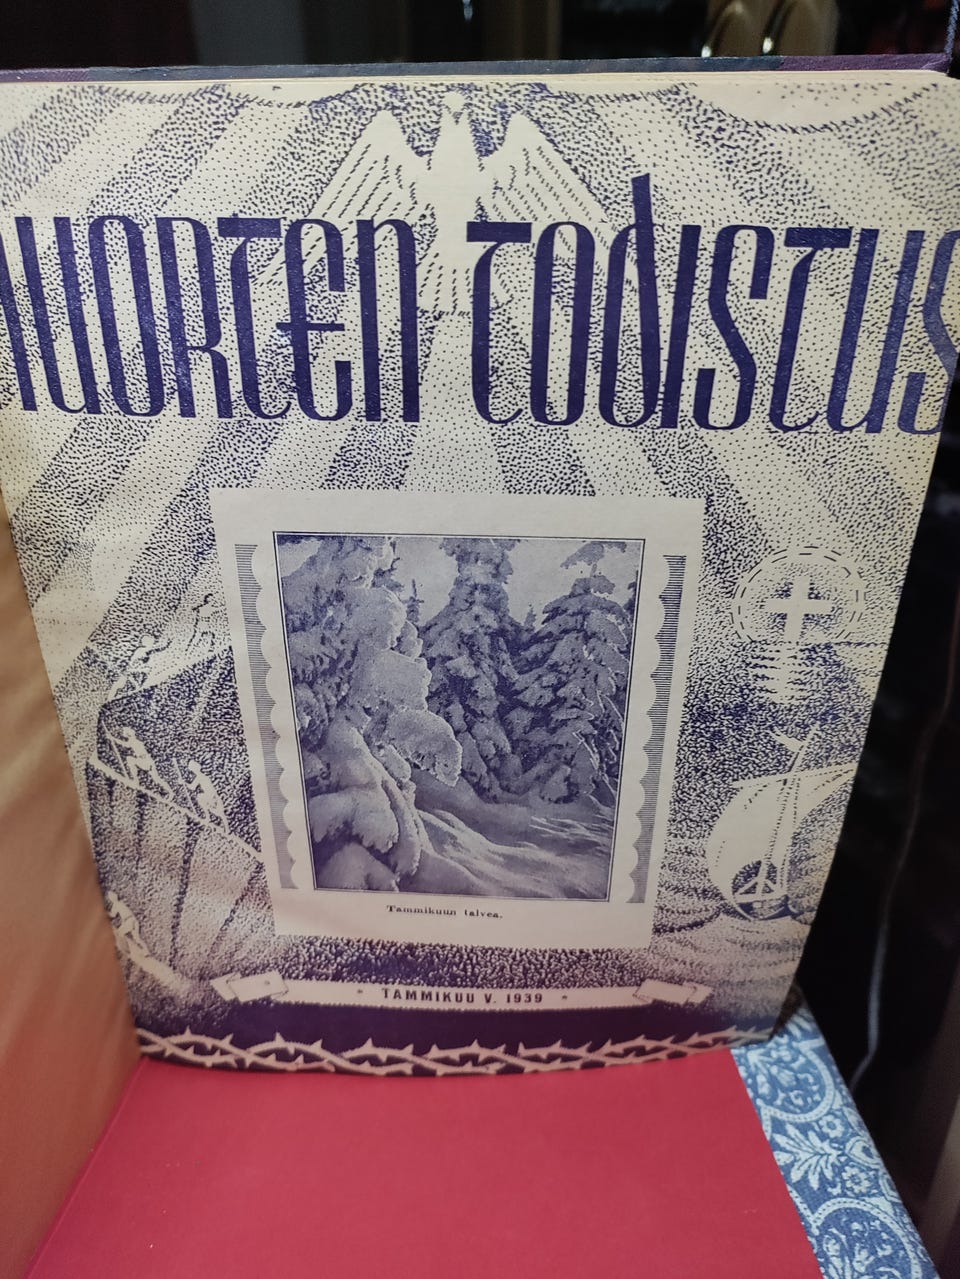 NUORTEN TODISTUS
Tammikuun talvea.
TAMMIKUU V. 1939